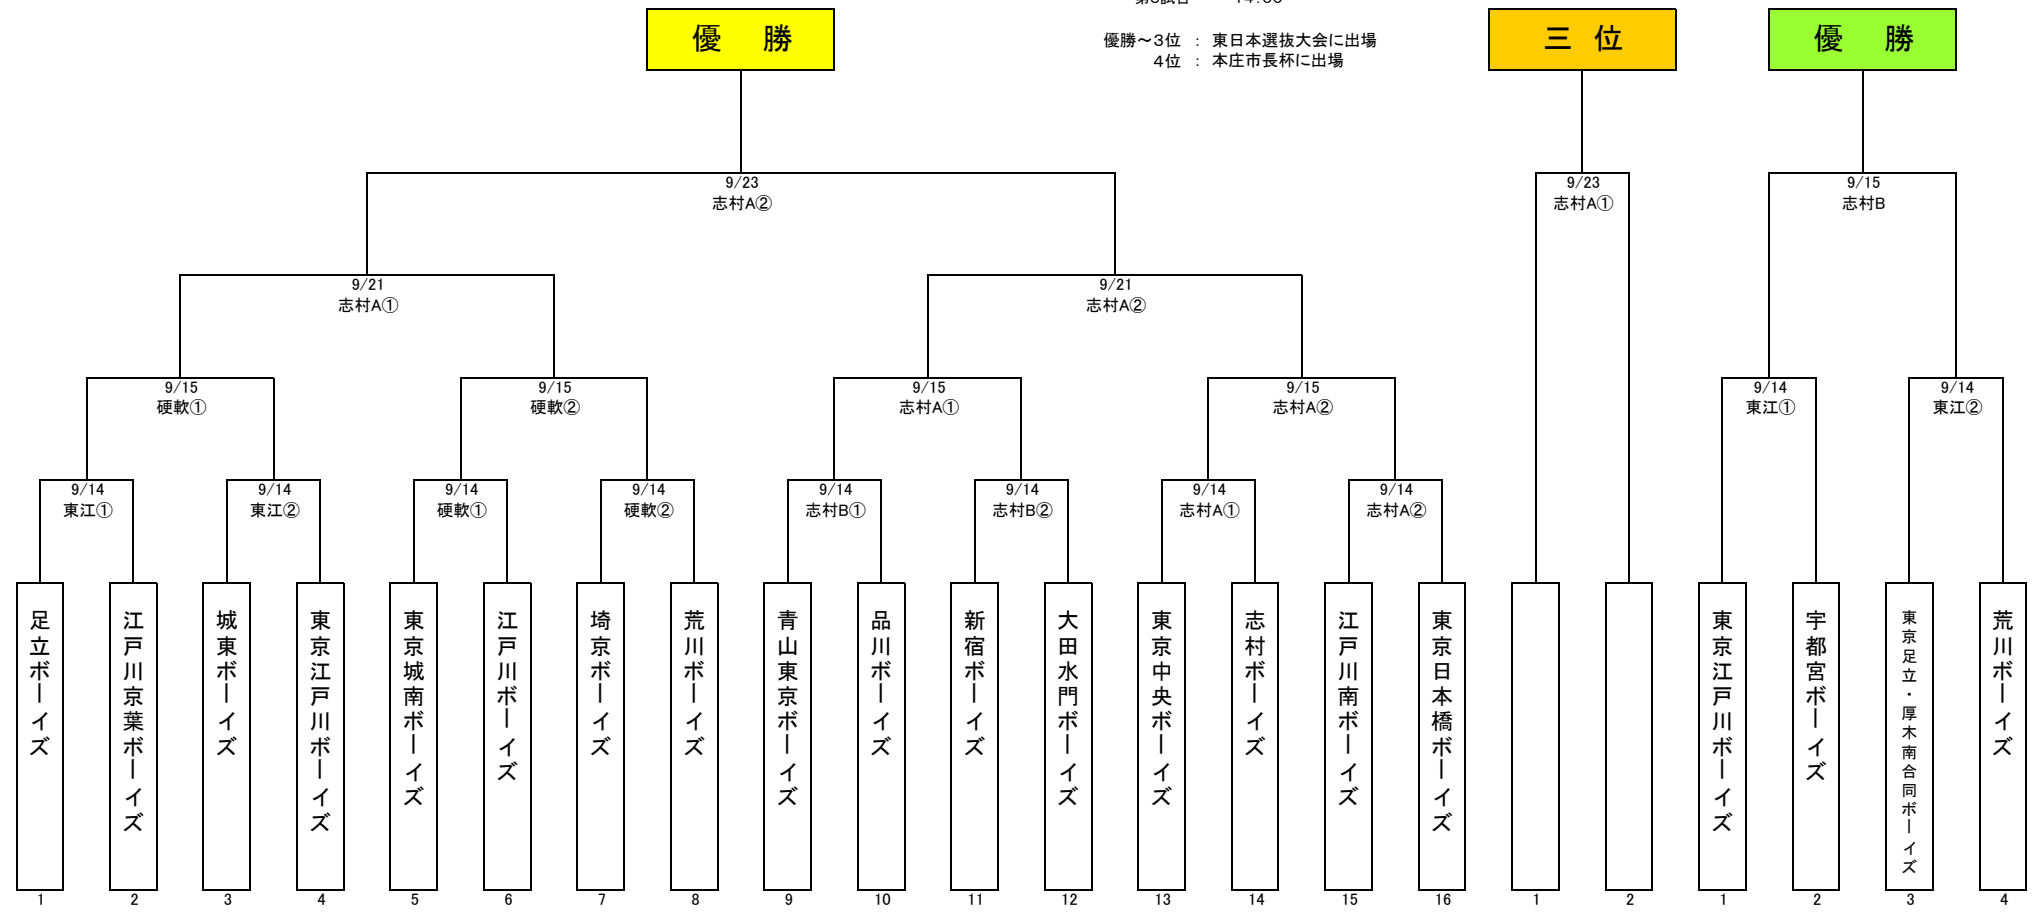 優　勝
優勝～3位 ： 東日本選抜大会に出場
4位 ： 本庄市長杯に出場
三 位
優　勝
9/23
志村A②
9/23
志村A①
9/15
志村B
9/21
志村A①
9/21
志村A②
9/15
硬軟①
9/15
硬軟②
9/15
志村A①
9/15
志村A②
9/14
東江①
9/14
東江②
9/14
東江①
9/14
東江②
9/14
硬軟①
9/14
硬軟②
9/14
志村B①
9/14
志村B②
9/14
志村A①
9/14
志村A②
足立ボーイズ
江戸川京葉ボーイズ
城東ボーイズ
東京江戸川ボーイズ
東京城南ボーイズ
江戸川ボーイズ
埼京ボーイズ
荒川ボーイズ
青山東京ボーイズ
品川ボーイズ
新宿ボーイズ
大田水門ボーイズ
東京中央ボーイズ
志村ボーイズ
江戸川南ボーイズ
東京日本橋ボーイズ
東京江戸川ボーイズ
宇都宮ボーイズ
東京足立・厚木南合同ボーイズ
荒川ボーイズ
1 2 3 4 5 6 7 8 9 10 11 12 13 14 15 16 1 2 1 2 3 4